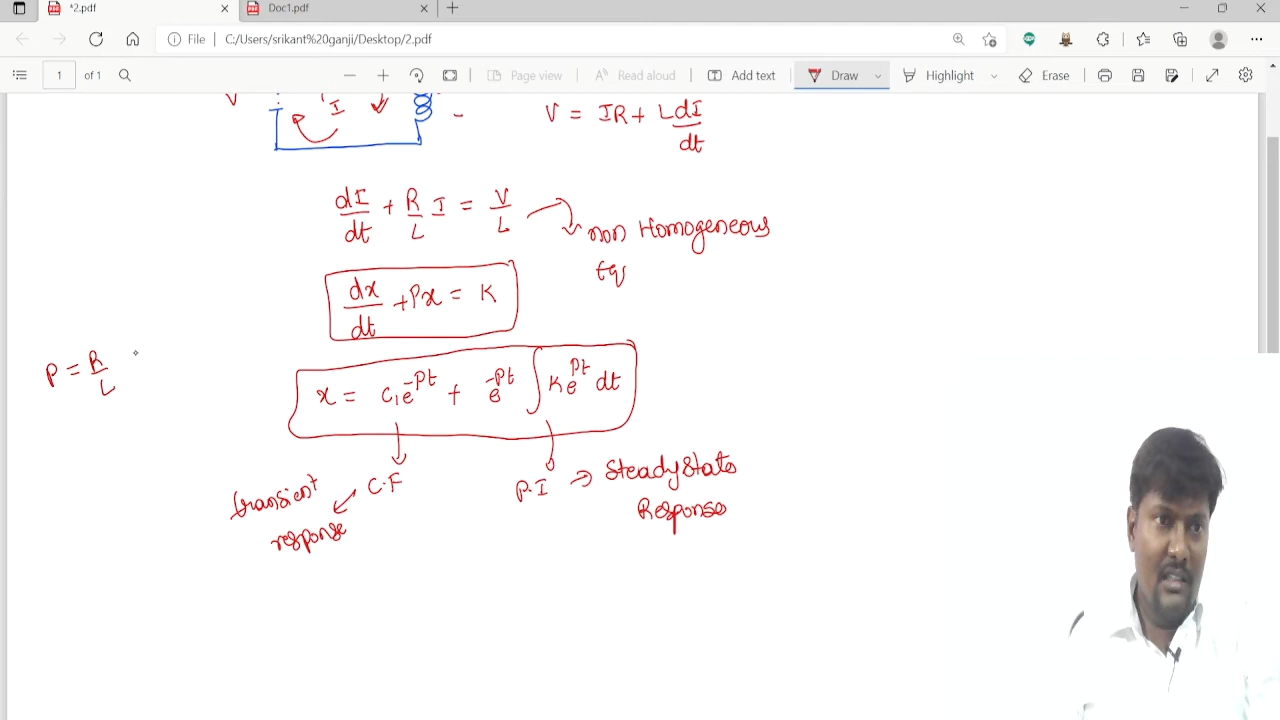 *2.pdf
Doc1.pdf
File
C:/Users/srikant%20ganji/Desktop/2.pdf
1 of 1
Page view
Read aloud
Add text
Draw
Highlight
Erase
V
I
V = IR + L dI/dt
dI/dt + R/L I = V/L
non Homogeneous
Eq
dx/dt + Px = K
P = R/L
x = c₁e^-Pt + e^-Pt ∫ K e^Pt dt
C.F
transient
response
P.I → Steady State
Response